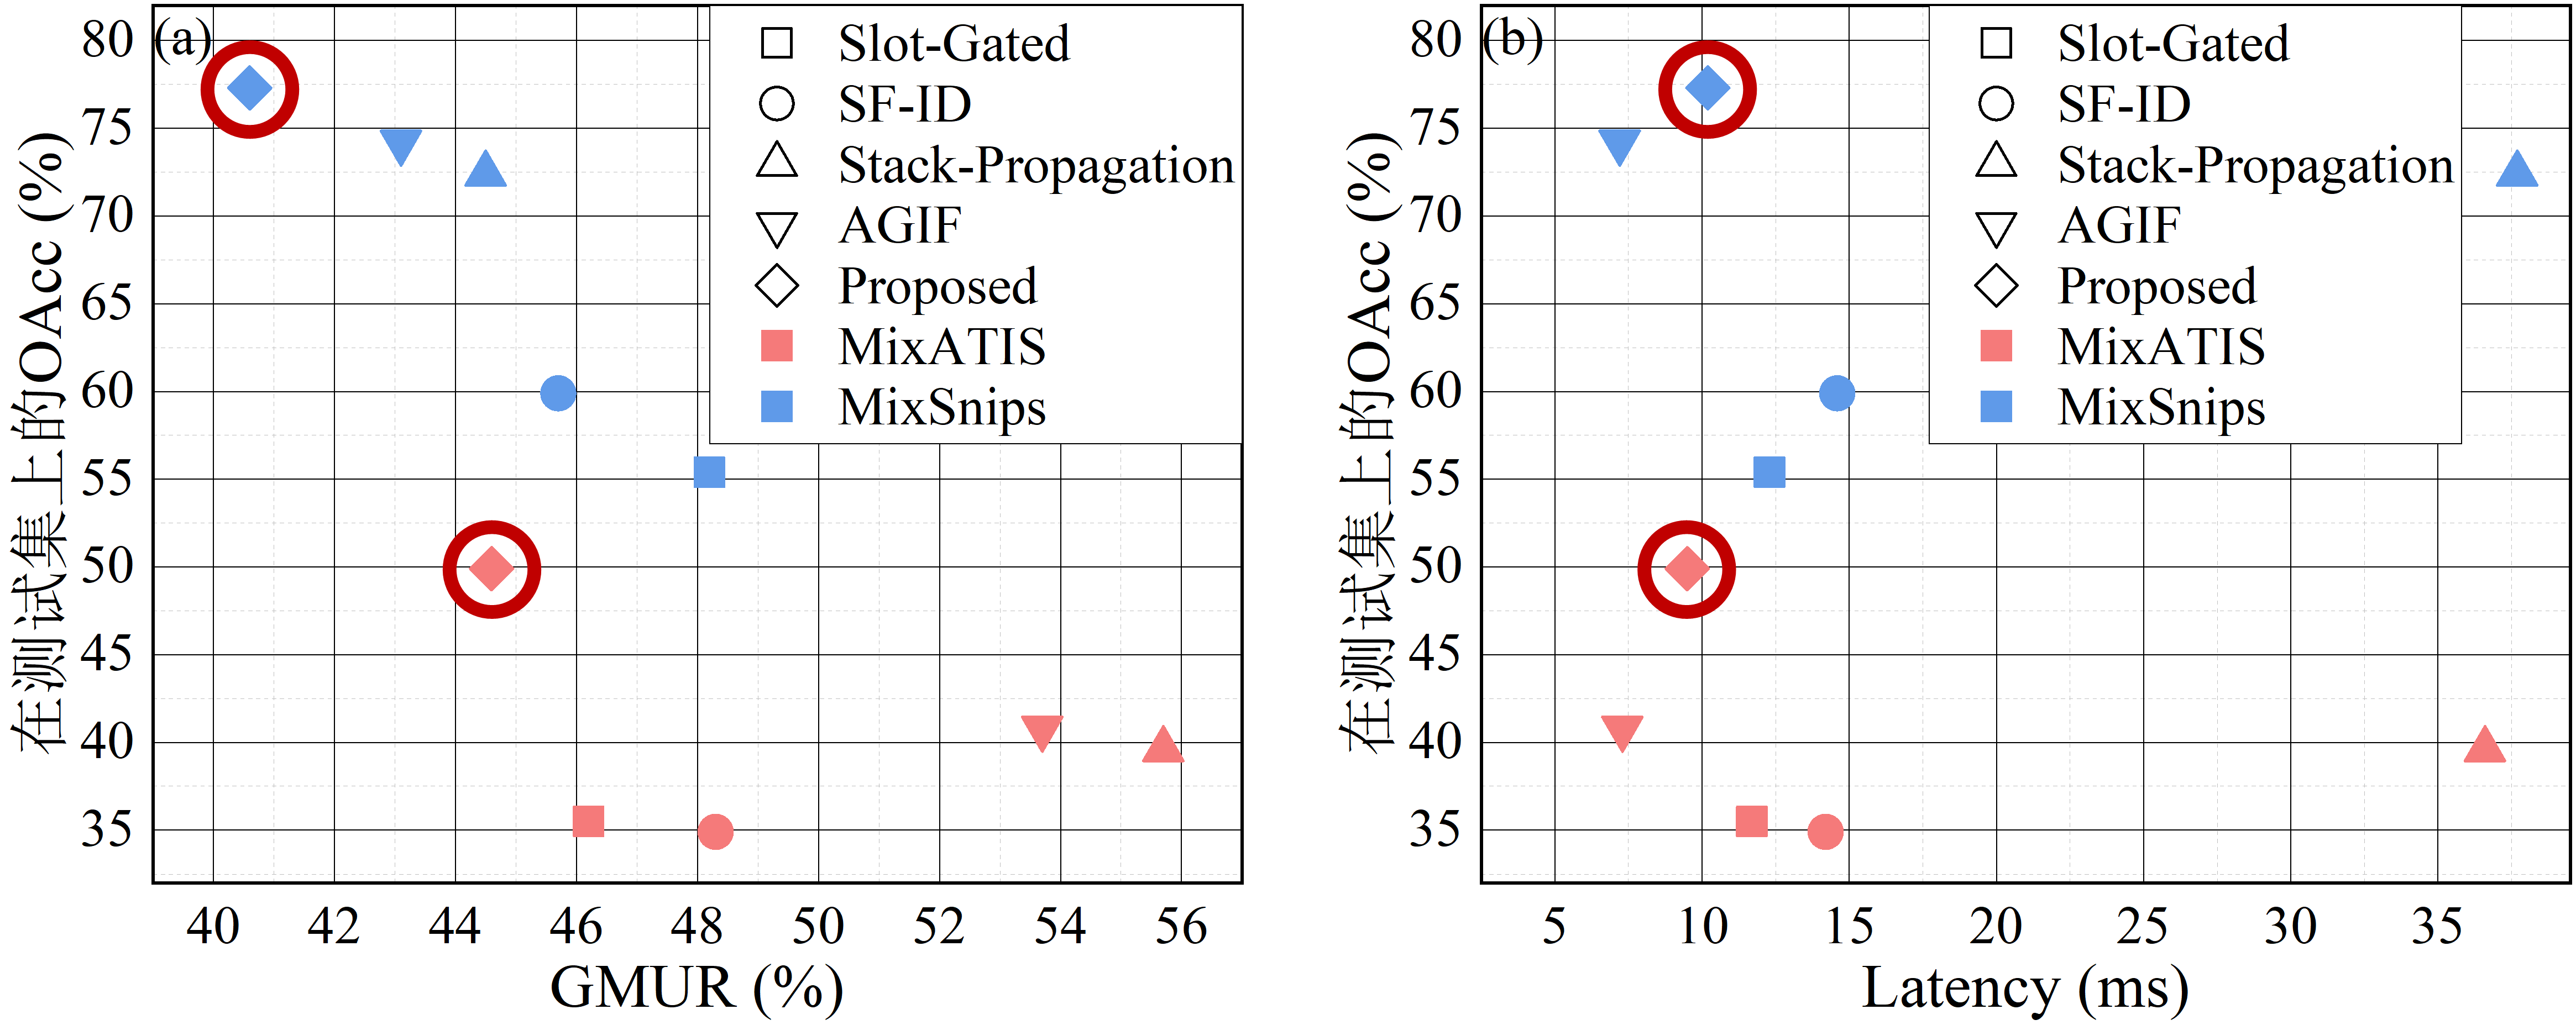 (a)
在测试集上的OAcc (%)
80
75
70
65
60
55
50
45
40
35
40 42 44 46 48 50 52 54 56
GMUR (%)
Slot-Gated
SF-ID
Stack-Propagation
AGIF
Proposed
MixATIS
MixSnips
(b)
在测试集上的OAcc (%)
80
75
70
65
60
55
50
45
40
35
5 10 15 20 25 30 35
Latency (ms)
Slot-Gated
SF-ID
Stack-Propagation
AGIF
Proposed
MixATIS
MixSnips